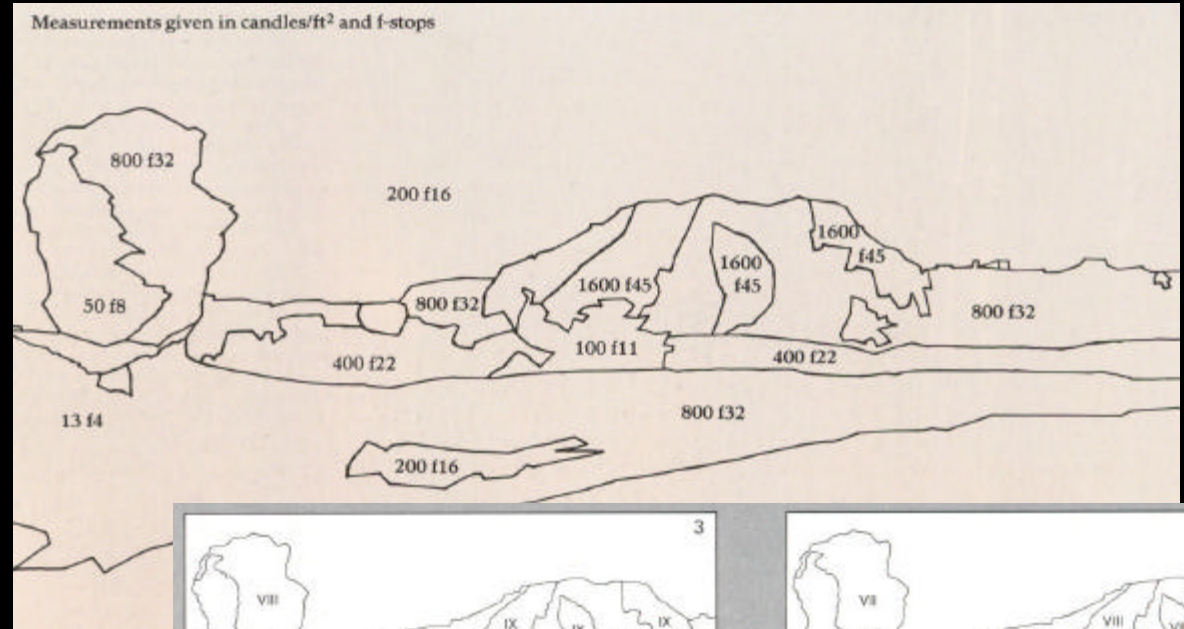 Measurements given in candles/ft² and f-stops
800 f32
200 f16
1600
f45
1600
f45
1600 f45
50 f8
800 f32
800 f32
400 f22
100 f11
400 f22
13 f4
800 f32
200 f16
3
VIII
IX
IX
IX
VII
VIII